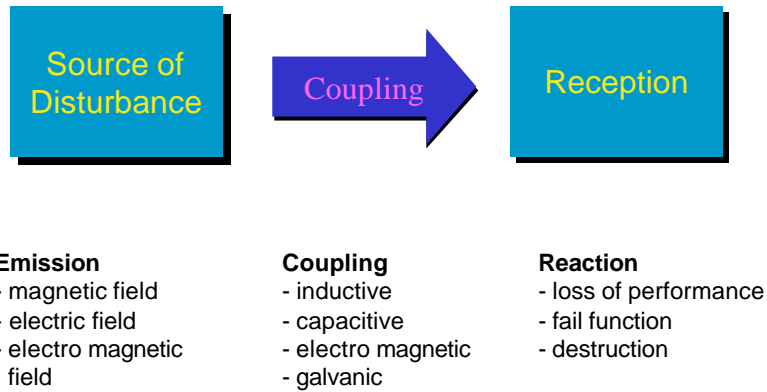 Source of
Disturbance
Coupling
Reception
Emission
- magnetic field
- electric field
- electro magnetic
field
Coupling
- inductive
- capacitive
- electro magnetic
- galvanic
Reaction
- loss of performance
- fail function
- destruction